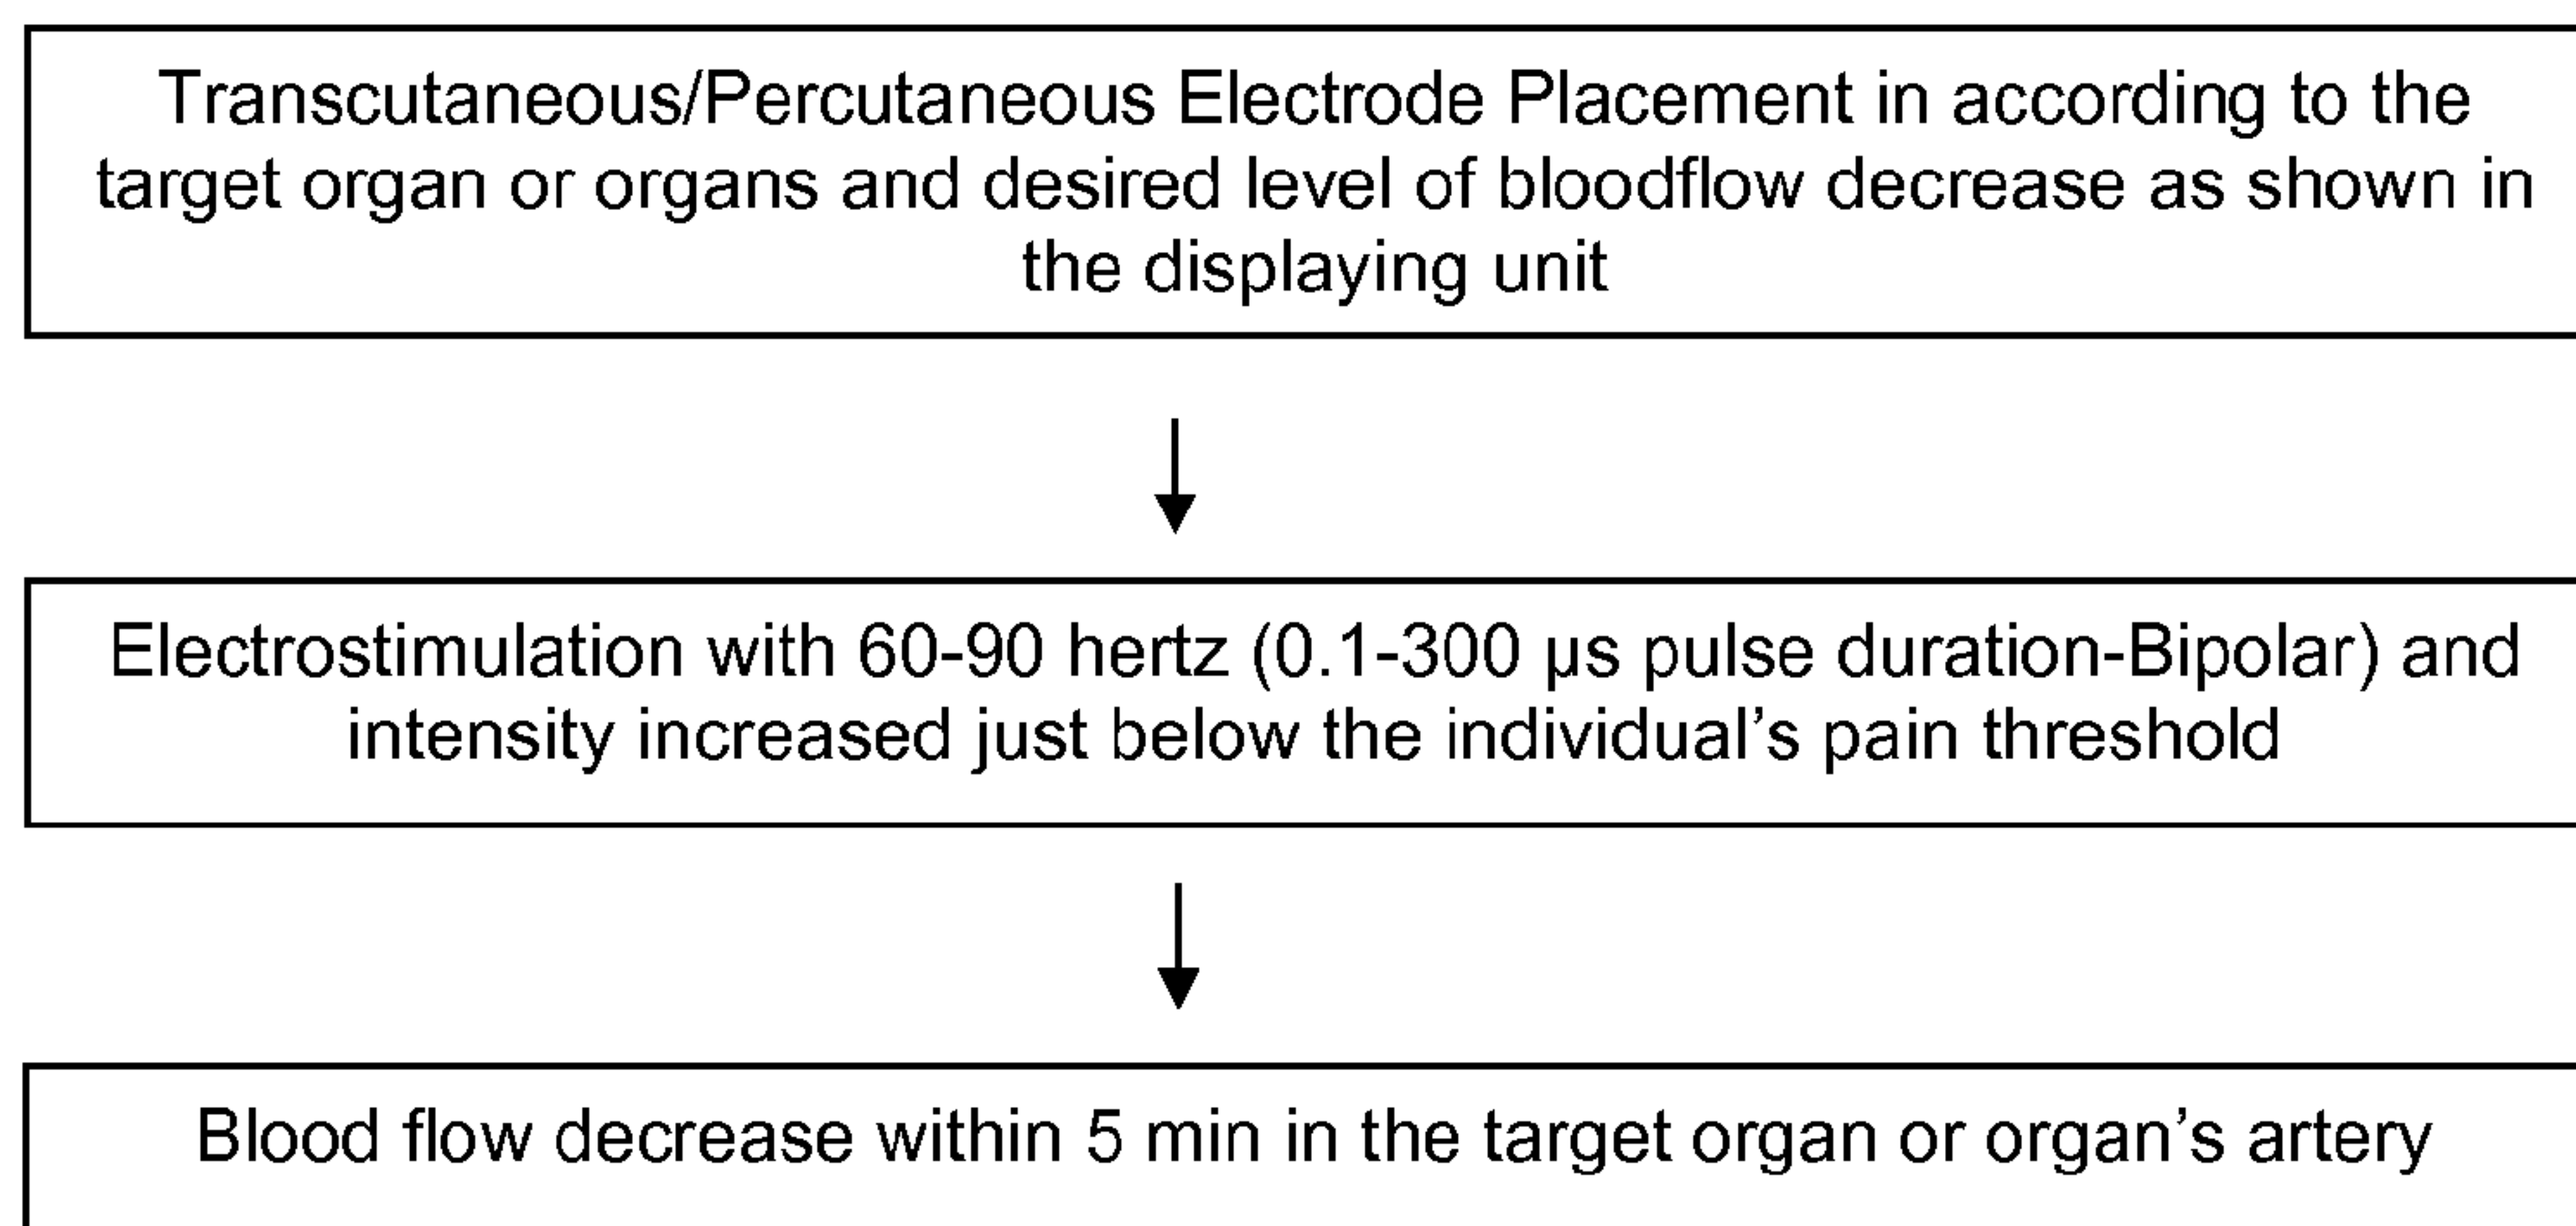 Transcutaneous/Percutaneous Electrode Placement in according to the
target organ or organs and desired level of bloodflow decrease as shown in
the displaying unit
Electrostimulation with 60-90 hertz (0.1-300 µs pulse duration-Bipolar) and
intensity increased just below the individual’s pain threshold
Blood flow decrease within 5 min in the target organ or organ’s artery